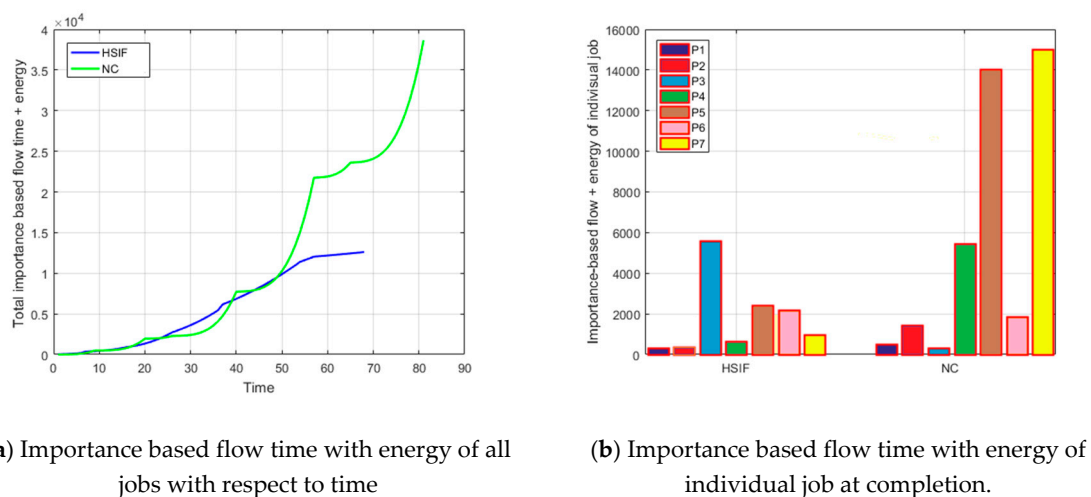 × 10⁴
4
3.5
3
2.5
2
1.5
1
0.5
0
0 10 20 30 40 50 60 70 80 90
Time
Total importance based flow time + energy
HSIF
NC
16000
14000
12000
10000
8000
6000
4000
2000
0
HSIF NC
Importance-based flow + energy of indivisual job
P1
P2
P3
P4
P5
P6
P7
a) Importance based flow time with energy of all
jobs with respect to time
(b) Importance based flow time with energy of
individual job at completion.